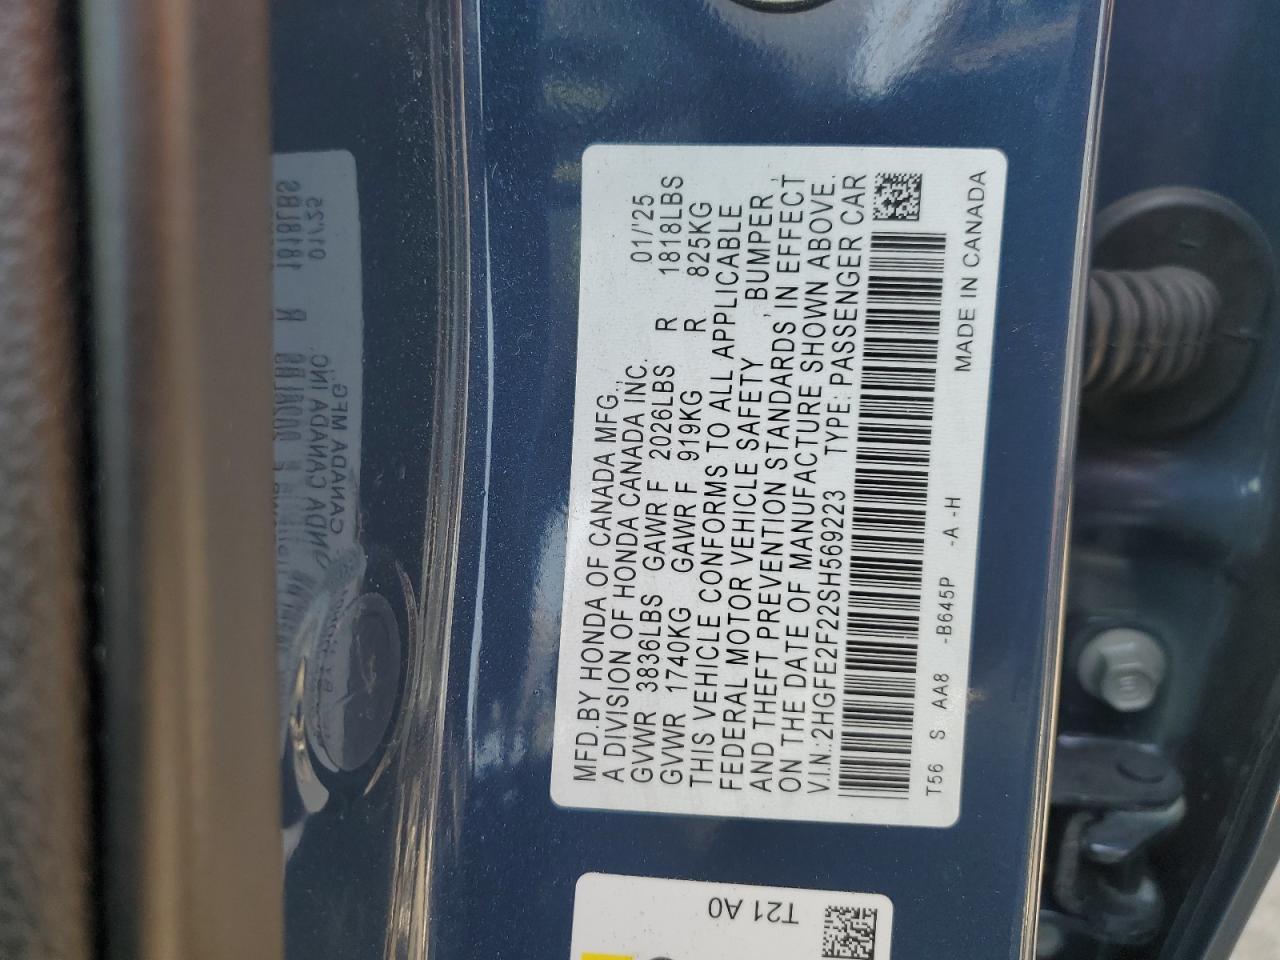 MFD.BY HONDA OF CANADA MFG.,
A DIVISION OF HONDA CANADA INC. 01/'25
GVWR 3836LBS GAWR F 2026LBS R 1818LBS
GVWR 1740KG GAWR F 919KG R 825KG
THIS VEHICLE CONFORMS TO ALL APPLICABLE
FEDERAL MOTOR VEHICLE SAFETY , BUMPER ,
AND THEFT PREVENTION STANDARDS, IN EFFECT
ON THE DATE OF MANUFACTURE SHOWN ABOVE.
V.I.N.:2HGFE2F22SH569223 TYPE:PASSENGER CAR
T56 S AA8 -B645P -A -H MADE IN CANADA
T21 A0